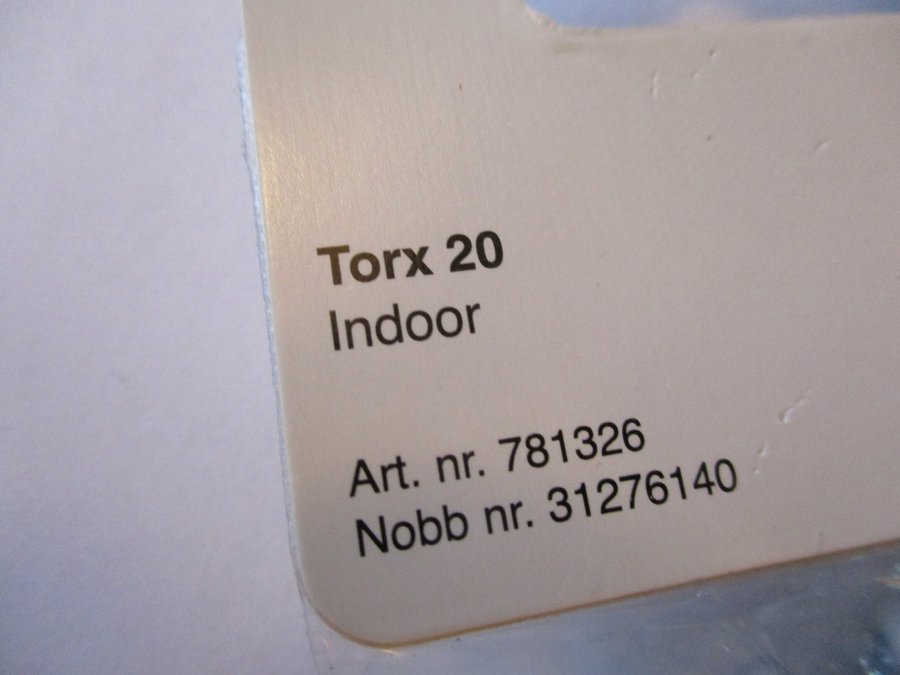 Torx 20
Indoor
Art. nr. 781326
Nobb nr. 31276140